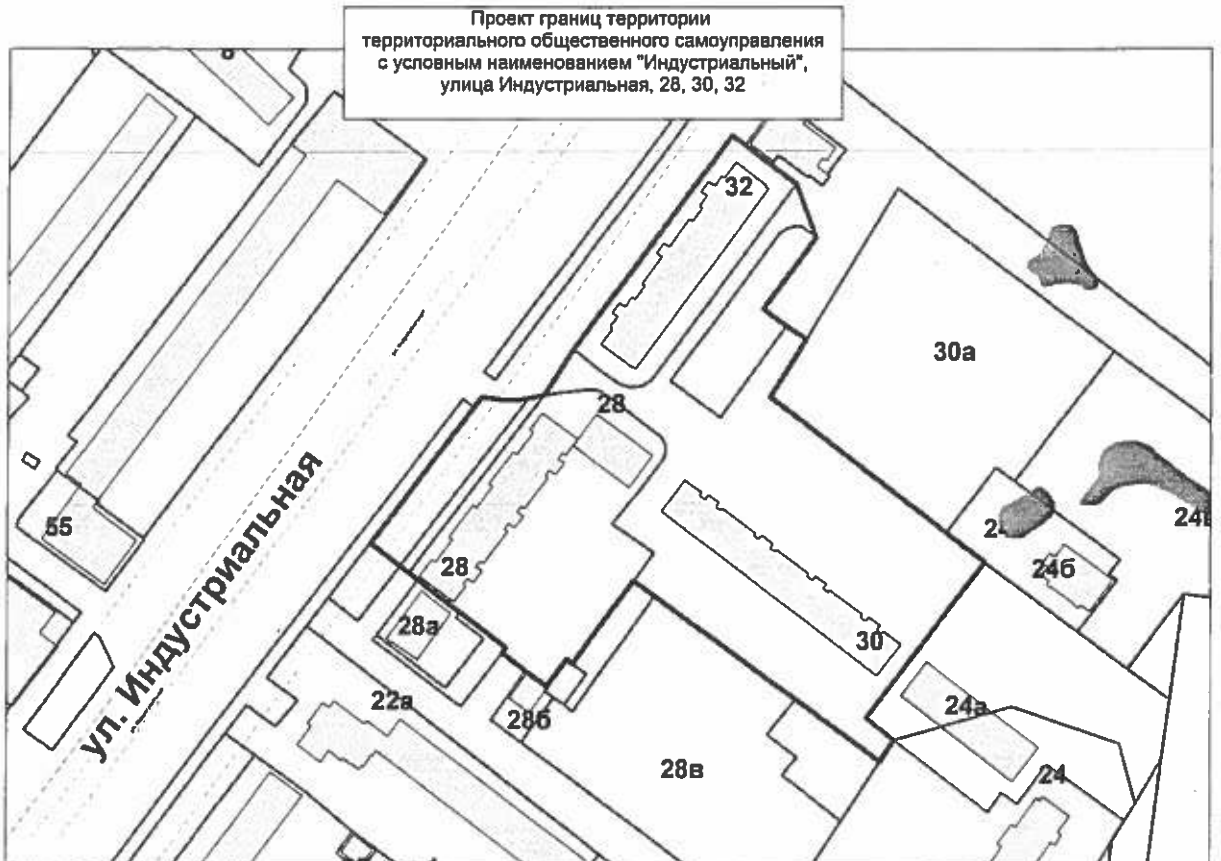 Проект границ территории
территориального общественного самоуправления
с условным наименованием "Индустриальный",
улица Индустриальная, 28, 30, 32
32
30а
28
55
24б
28
28а
30
22а
28б
24а
28в
24
ул. Индустриальная